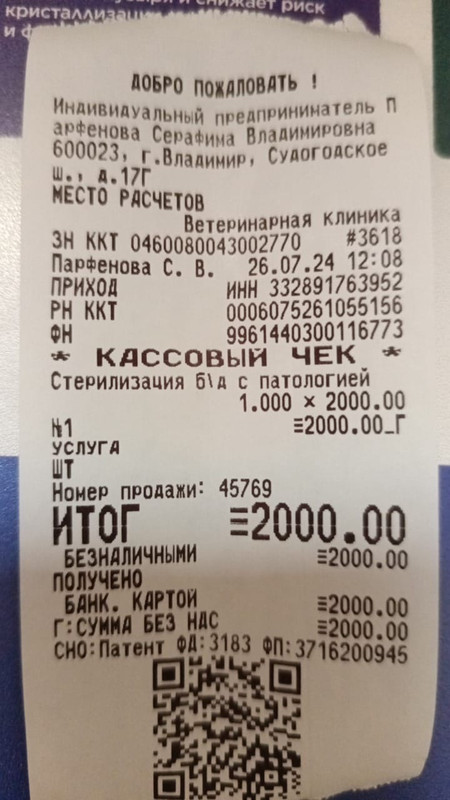 кристаллизаци
и снижает риск
и ф
ДОБРО ПОЖАЛОВАТЬ !
Индивидуальный предприниматель П
арфенова Серафима Владимировна
600023, г.Владимир, Судогодское
ш., д.17Г
МЕСТО РАСЧЕТОВ
Ветеринарная клиника
ЗН ККТ 0460080043002770 #3618
Парфенова С. В. 26.07.24 12:08
ПРИХОД ИНН 332891763952
РН ККТ 0006075261055156
ФН 9961440300116773
* КАССОВЫЙ ЧЕК *
Стерилизация б\д с патологией
1.000 × 2000.00
№1 ≡2000.00_Г
УСЛУГА
ШТ
Номер продажи: 45769
ИТОГ ≡2000.00
БЕЗНАЛИЧНЫМИ ≡2000.00
ПОЛУЧЕНО
БАНК. КАРТОЙ ≡2000.00
Г:СУММА БЕЗ НДС ≡2000.00
СНО:Патент ФД:3183 ФП:3716200945